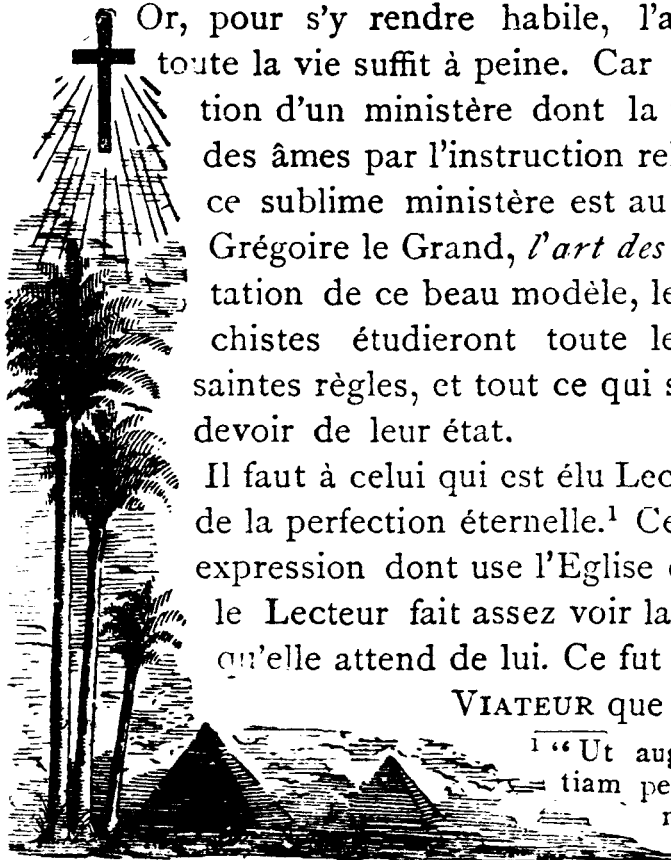 Or, pour s'y rendre habile, l'a
toute la vie suffit à peine. Car
tion d'un ministère dont la
des âmes par l'instruction rel
ce sublime ministère est au
Grégoire le Grand, l'art des
tation de ce beau modèle, le
chistes étudieront toute le
saintes règles, et tout ce qui s
devoir de leur état.
Il faut à celui qui est élu Lec
de la perfection éternelle.¹ Ce
expression dont use l'Eglise
le Lecteur fait assez voir la
qu'elle attend de lui. Ce fut
VIATEUR que
¹ “Ut aug
tiam pe